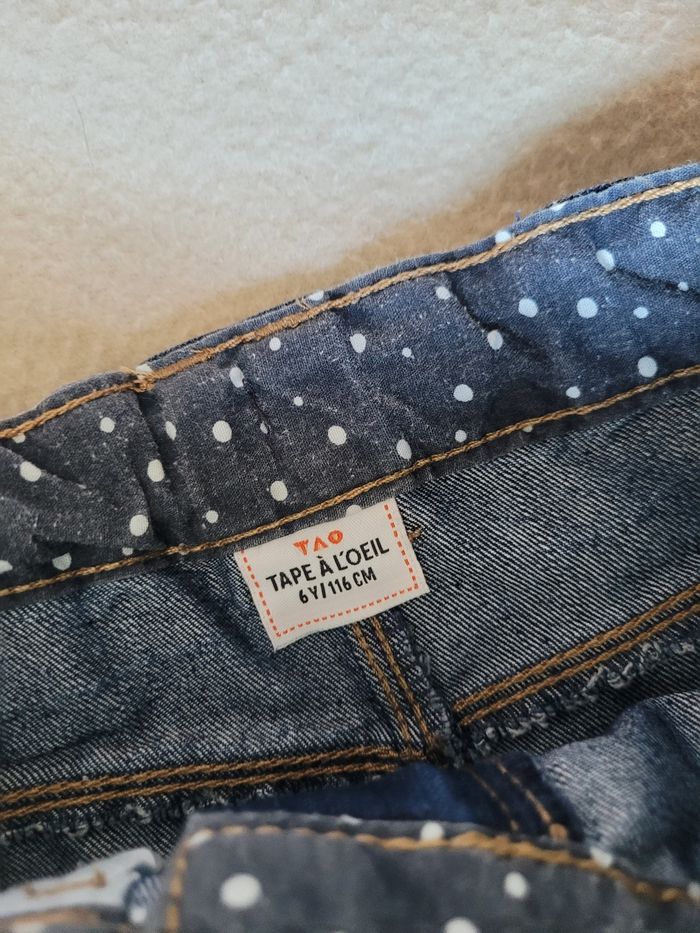 TAO
TAPE À L'OEIL
6Y/116 CM